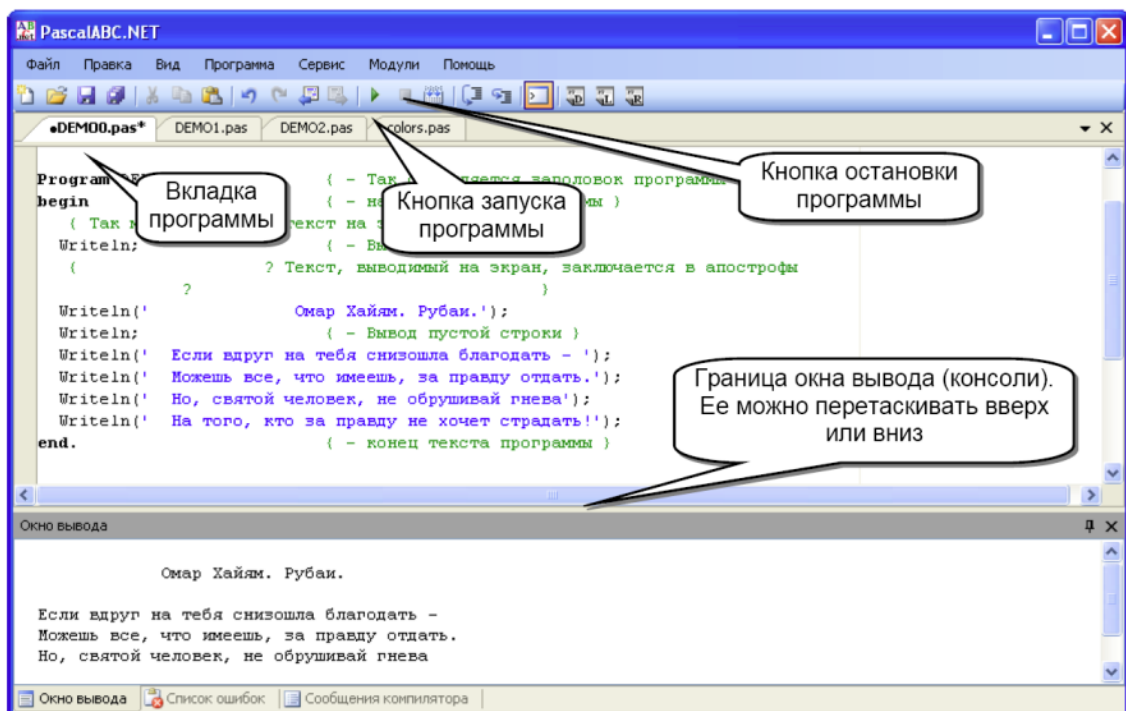 PascalABC.NET
Файл Правка Вид Программа Сервис Модули Помощь
•DEMO0.pas* DEMO1.pas DEMO2.pas colors.pas
Кнопка остановки
программы
Вкладка
программы
Кнопка запуска
программы
Program { - Так заголовок программы
begin { -
{ Так
Writeln; { -
{ ? Текст, выводимый на экран, заключается в апострофы
? }
Writeln(' Омар Хайям. Рубаи.');
Writeln; { - Вывод пустой строки }
Writeln(' Если вдруг на тебя снизошла благодать - ');
Writeln(' Можешь все, что имеешь, за правду отдать.');
Writeln(' Но, святой человек, не обрушивай гнева');
Writeln(' На того, кто за правду не хочет страдать!');
end. { - конец текста программы }
Граница окна вывода (консоли).
Ее можно перетаскивать вверх
или вниз
Окно вывода
Омар Хайям. Рубаи.
Если вдруг на тебя снизошла благодать -
Можешь все, что имеешь, за правду отдать.
Но, святой человек, не обрушивай гнева
Окно вывода Список ошибок Сообщения компилятора